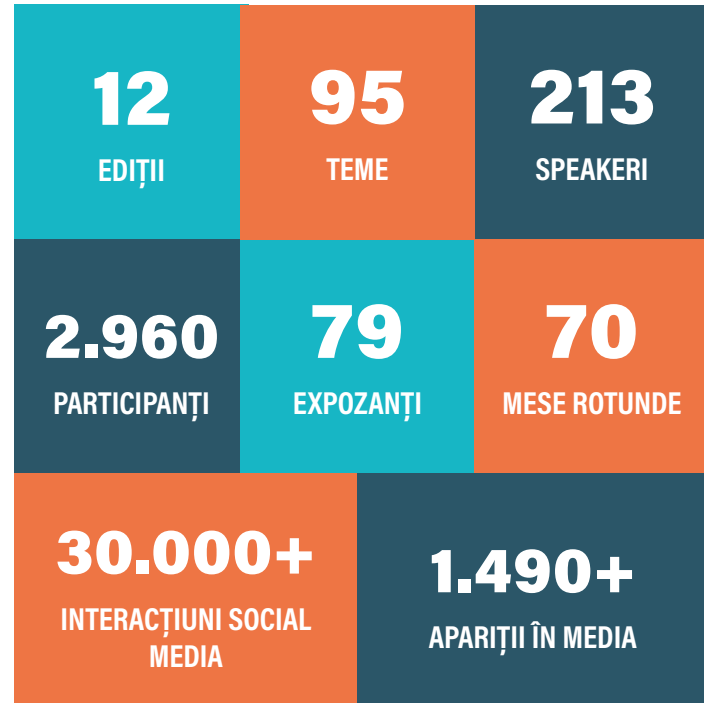 12
EDIȚII
95
TEME
213
SPEAKERI
2.960
PARTICIPANȚI
79
EXPOZANȚI
70
MESE ROTUNDE
30.000+
INTERACȚIUNI SOCIAL
MEDIA
1.490+
APARIȚII ÎN MEDIA